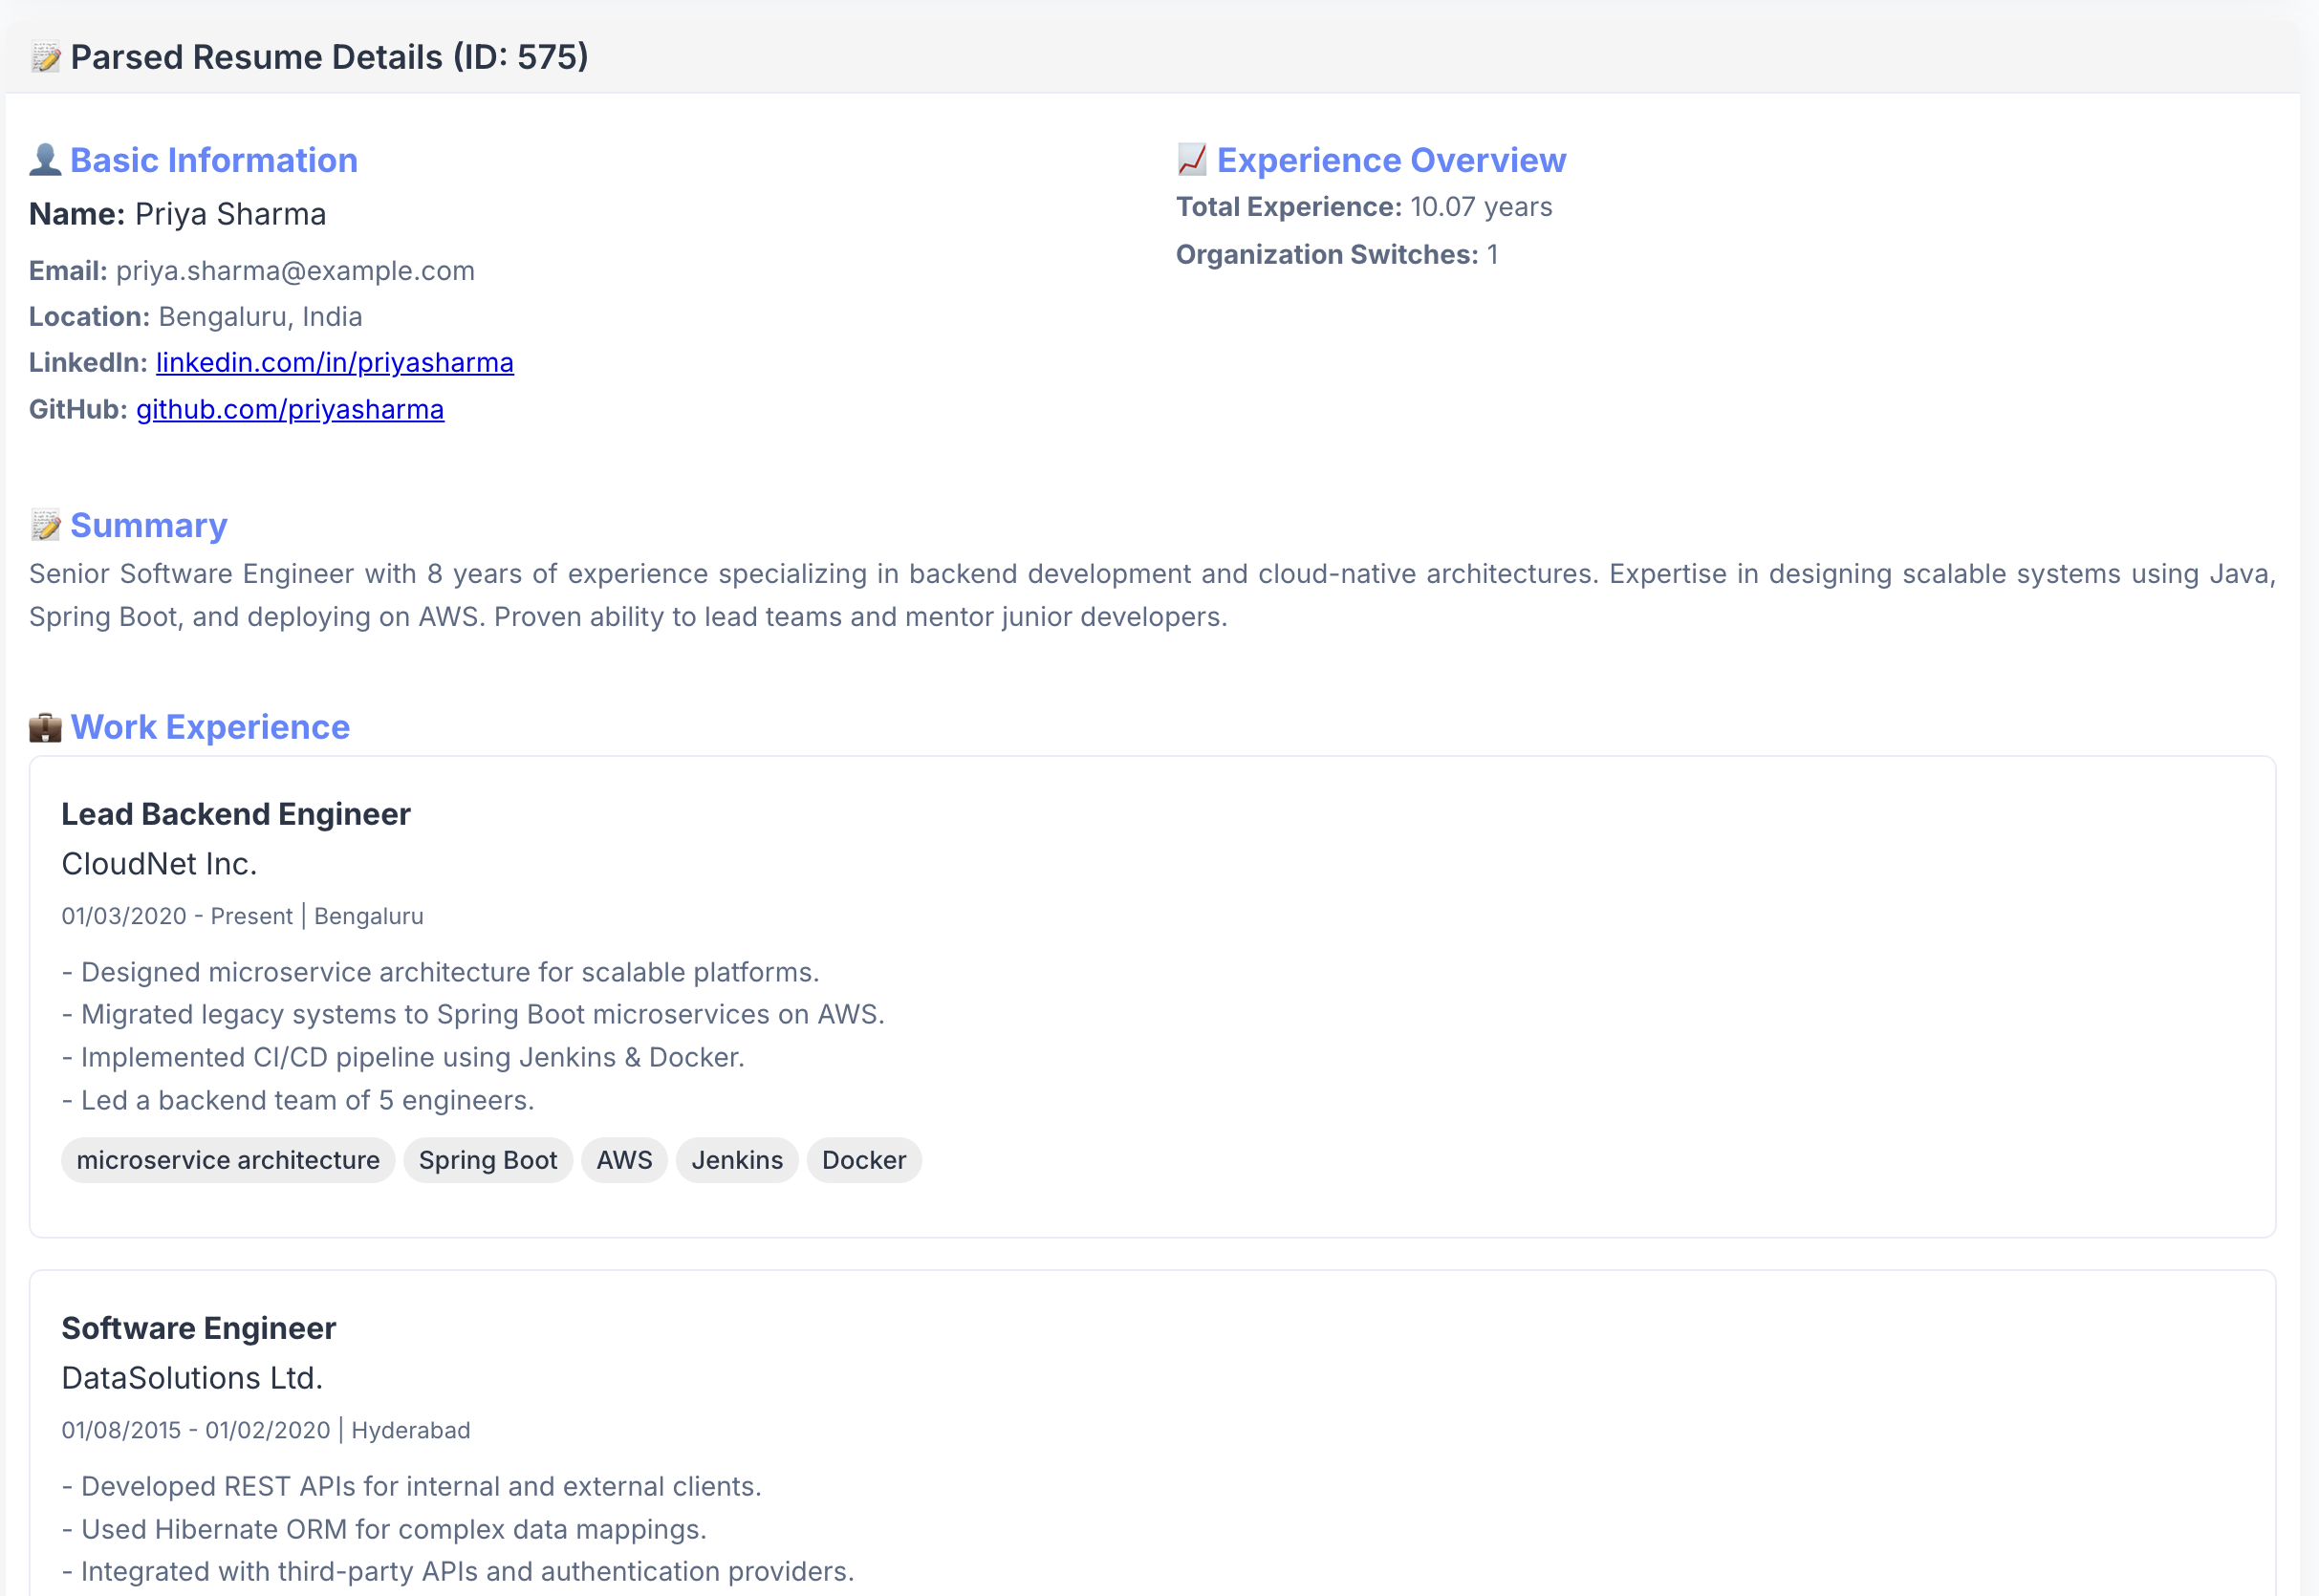 Parsed Resume Details (ID: 575)
Basic Information
Name: Priya Sharma
Email: priya.sharma@example.com
Location: Bengaluru, India
LinkedIn: linkedin.com/in/priyasharma
GitHub: github.com/priyasharma
Experience Overview
Total Experience: 10.07 years
Organization Switches: 1
Summary
Senior Software Engineer with 8 years of experience specializing in backend development and cloud-native architectures. Expertise in designing scalable systems using Java,
Spring Boot, and deploying on AWS. Proven ability to lead teams and mentor junior developers.
Work Experience
Lead Backend Engineer
CloudNet Inc.
01/03/2020 - Present | Bengaluru
- Designed microservice architecture for scalable platforms.
- Migrated legacy systems to Spring Boot microservices on AWS.
- Implemented CI/CD pipeline using Jenkins & Docker.
- Led a backend team of 5 engineers.
microservice architecture Spring Boot AWS Jenkins Docker
Software Engineer
DataSolutions Ltd.
01/08/2015 - 01/02/2020 | Hyderabad
- Developed REST APIs for internal and external clients.
- Used Hibernate ORM for complex data mappings.
- Integrated with third-party APIs and authentication providers.